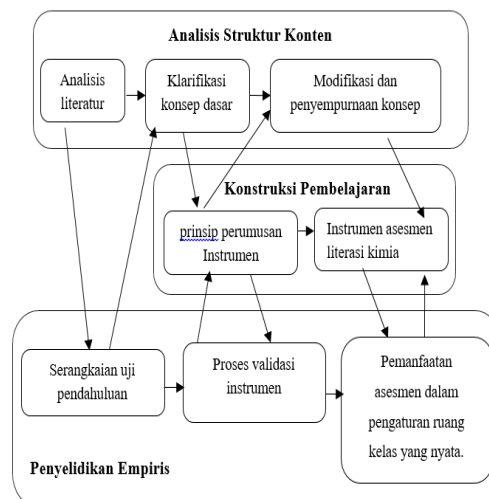 Analisis Struktur Konten
Analisis
literatur
Klarifikasi
konsep dasar
Modifikasi dan
penyempurnaan konsep
Konstruksi Pembelajaran
prinsip perumusan
Instrumen
Instrumen asesmen
literasi kimia
Serangkaian uji
pendahuluan
Proses validasi
instrumen
Pemanfaatan
asesmen dalam
pengaturan ruang
kelas yang nyata.
Penyelidikan Empiris